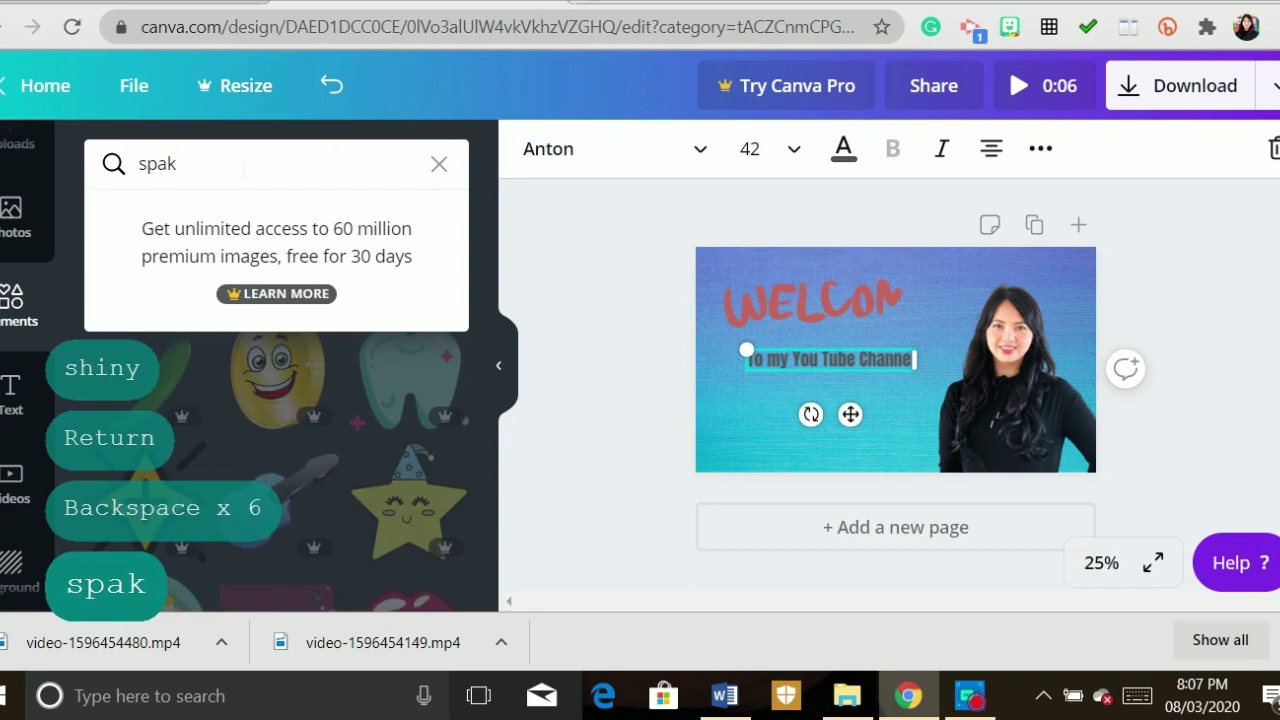 canva.com/design/DAED1DCC0CE/0lVo3alUlW4vkVkhzVZGHQ/edit?category=tACZCnmCPG...
1
Home
File
Resize
Try Canva Pro
Share
0:06
Download
Anton
42
A
B
I
spak
Get unlimited access to 60 million
premium images, free for 30 days
LEARN MORE
Text
shiny
Return
Backspace x 6
spak
WELCOM
To my You Tube Channe
+ Add a new page
25%
Help ?
video-1596454480.mp4
video-1596454149.mp4
Show all
Type here to search
8:07 PM
08/03/2020